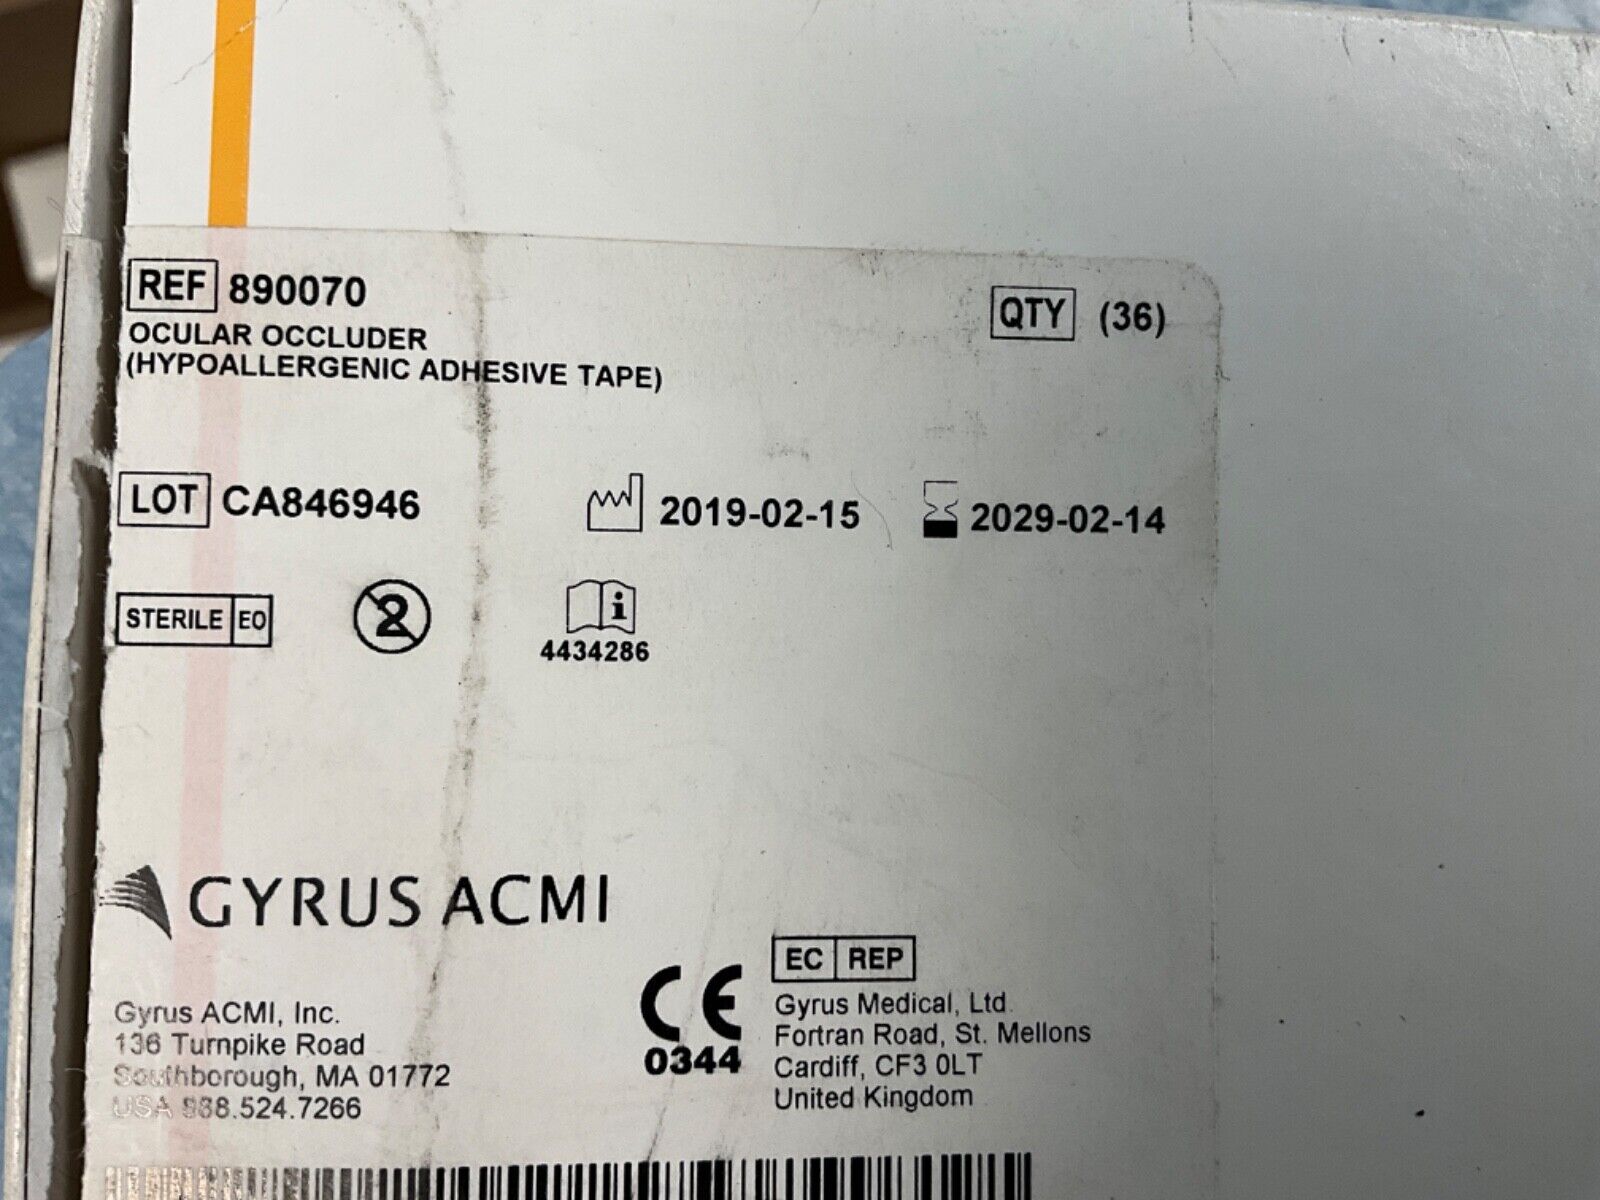 REF 890070
OCULAR OCCLUDER
(HYPOALLERGENIC ADHESIVE TAPE)
QTY (36)
LOT CA846946
2019-02-15
2029-02-14
STERILE EO
2
i
4434286
GYRUS ACMI
Gyrus ACMI, Inc.
136 Turnpike Road
Southborough, MA 01772
USA 888.524.7266
CE
0344
EC REP
Gyrus Medical, Ltd.
Fortran Road, St. Mellons
Cardiff, CF3 0LT
United Kingdom